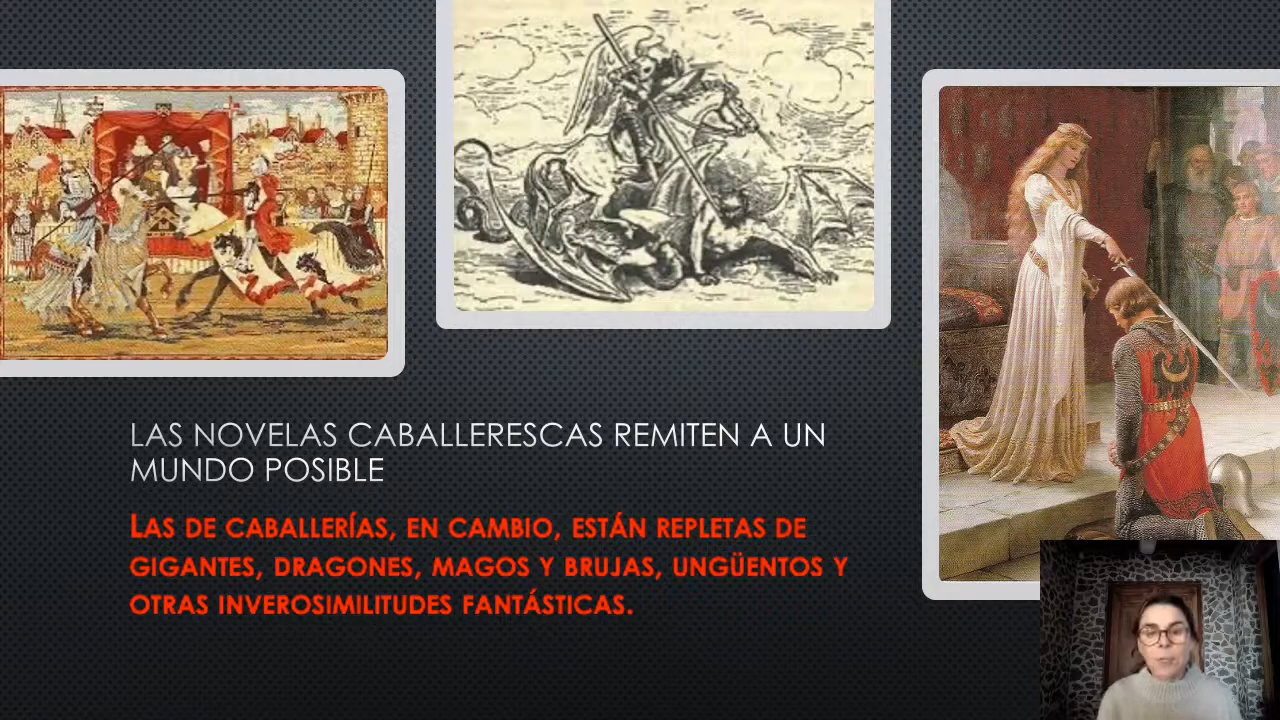 LAS NOVELAS CABALLERESCAS REMITEN A UN
MUNDO POSIBLE
LAS DE CABALLERÍAS, EN CAMBIO, ESTÁN REPLETAS DE
GIGANTES, DRAGONES, MAGOS Y BRUJAS, UNGÜENTOS Y
OTRAS INVEROSIMILITUDES FANTÁSTICAS.